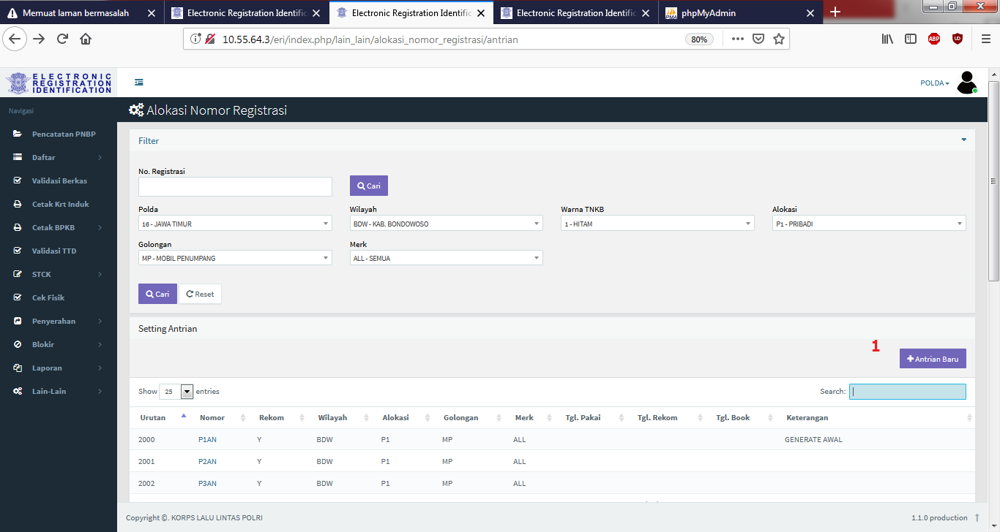 Memuat laman bermasalah
Electronic Registration Identific
Electronic Registration Identific
Electronic Registration Identific
phpMyAdmin
10.55.64.3/eri/index.php/lain_lain/alokasi_nomor_registrasi/antrian
80%
ABP
ELECTRONIC
REGISTRATION
IDENTIFICATION
POLDA
Navigasi
Pencatatan PNBP
Daftar
Validasi Berkas
Cetak Krt Induk
Cetak BPKB
Validasi TTD
STCK
Cek Fisik
Penyerahan
Blokir
Laporan
Lain-Lain
Alokasi Nomor Registrasi
Filter
No. Registrasi
Cari
Polda Wilayah Warna TNKB Alokasi
16 - JAWA TIMUR BDW - KAB. BONDOWOSO 1 - HITAM P1 - PRIBADI
Golongan Merk
MP - MOBIL PENUMPANG ALL - SEMUA
Cari Reset
Setting Antrian
1
Antrian Baru
Show 25 entries Search:
Urutan Nomor Rekom Wilayah Alokasi Golongan Merk Tgl. Pakai Tgl. Rekom Tgl. Book Keterangan
2000 P1AN Y BDW P1 MP ALL GENERATE AWAL
2001 P2AN Y BDW P1 MP ALL
2002 P3AN Y BDW P1 MP ALL
Copyright ©. KORPS LALU LINTAS POLRI 1.1.0 production